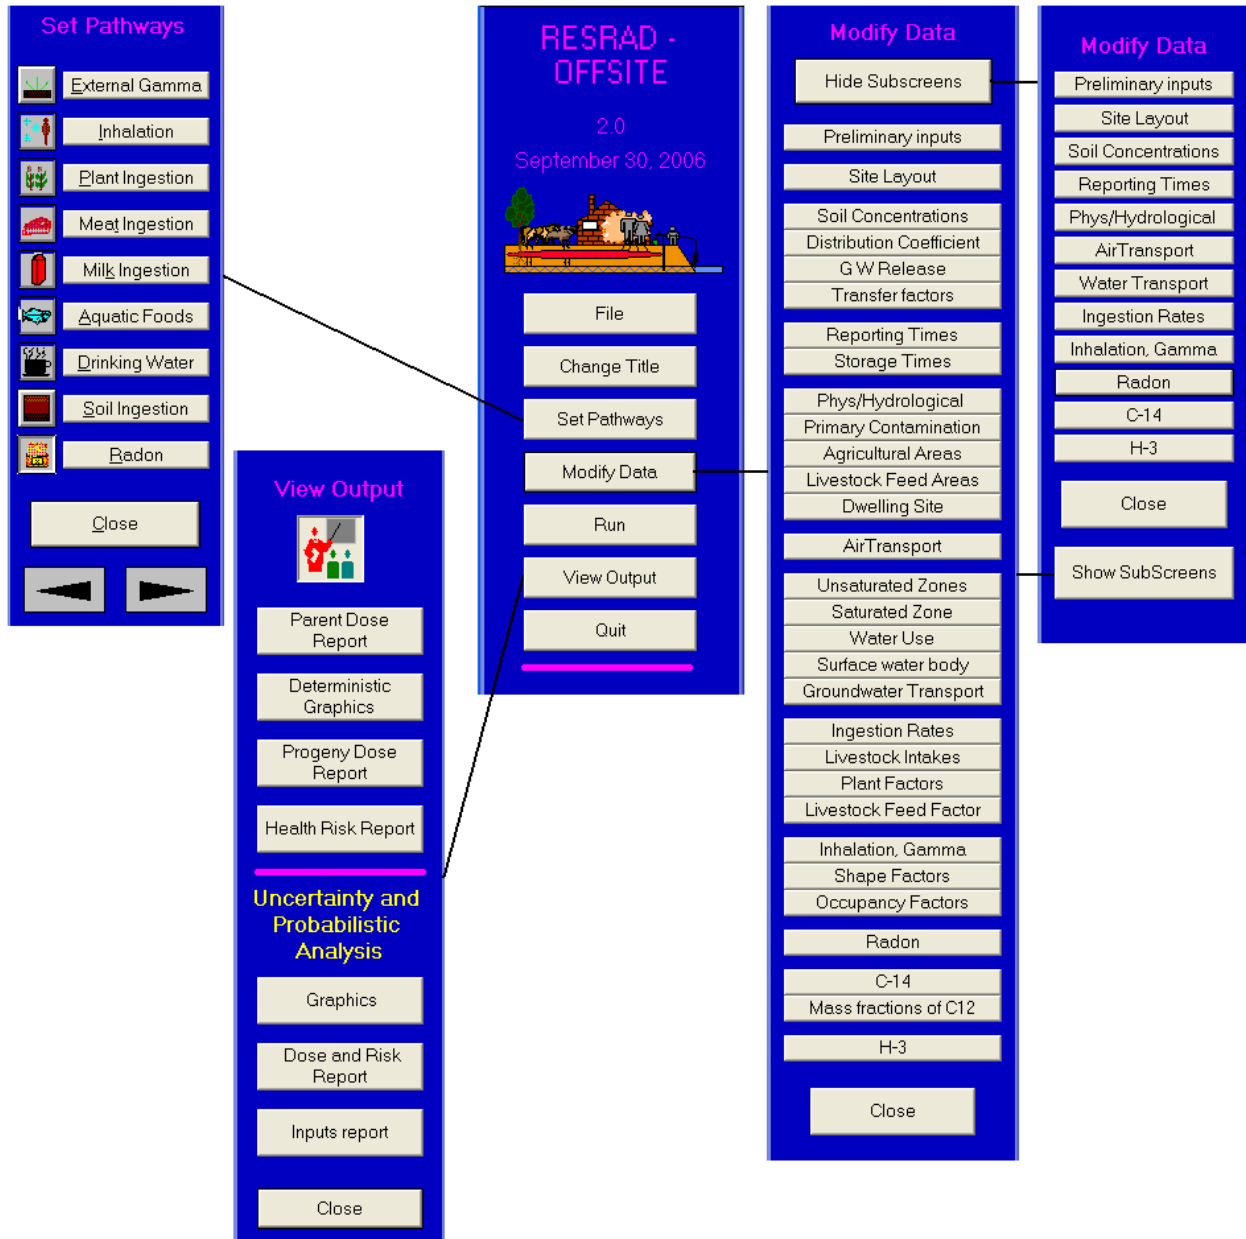 Set Pathways
External Gamma
Inhalation
Plant Ingestion
Meat Ingestion
Milk Ingestion
Aquatic Foods
Drinking Water
Soil Ingestion
Radon
Close
View Output
Parent Dose
Report
Deterministic
Graphics
Progeny Dose
Report
Health Risk Report
Uncertainty and
Probabilistic
Analysis
Graphics
Dose and Risk
Report
Inputs report
Close
RESRAD -
OFFSITE
2.0
September 30, 2006
File
Change Title
Set Pathways
Modify Data
Run
View Output
Quit
Modify Data
Hide Subscreens
Preliminary inputs
Site Layout
Soil Concentrations
Distribution Coefficient
G W Release
Transfer factors
Reporting Times
Storage Times
Phys/Hydrological
Primary Contamination
Agricultural Areas
Livestock Feed Areas
Dwelling Site
AirTransport
Unsaturated Zones
Saturated Zone
Water Use
Surface water body
Groundwater Transport
Ingestion Rates
Livestock Intakes
Plant Factors
Livestock Feed Factor
Inhalation, Gamma
Shape Factors
Occupancy Factors
Radon
C-14
Mass fractions of C12
H-3
Close
Modify Data
Preliminary inputs
Site Layout
Soil Concentrations
Reporting Times
Phys/Hydrological
AirTransport
Water Transport
Ingestion Rates
Inhalation, Gamma
Radon
C-14
H-3
Close
Show SubScreens